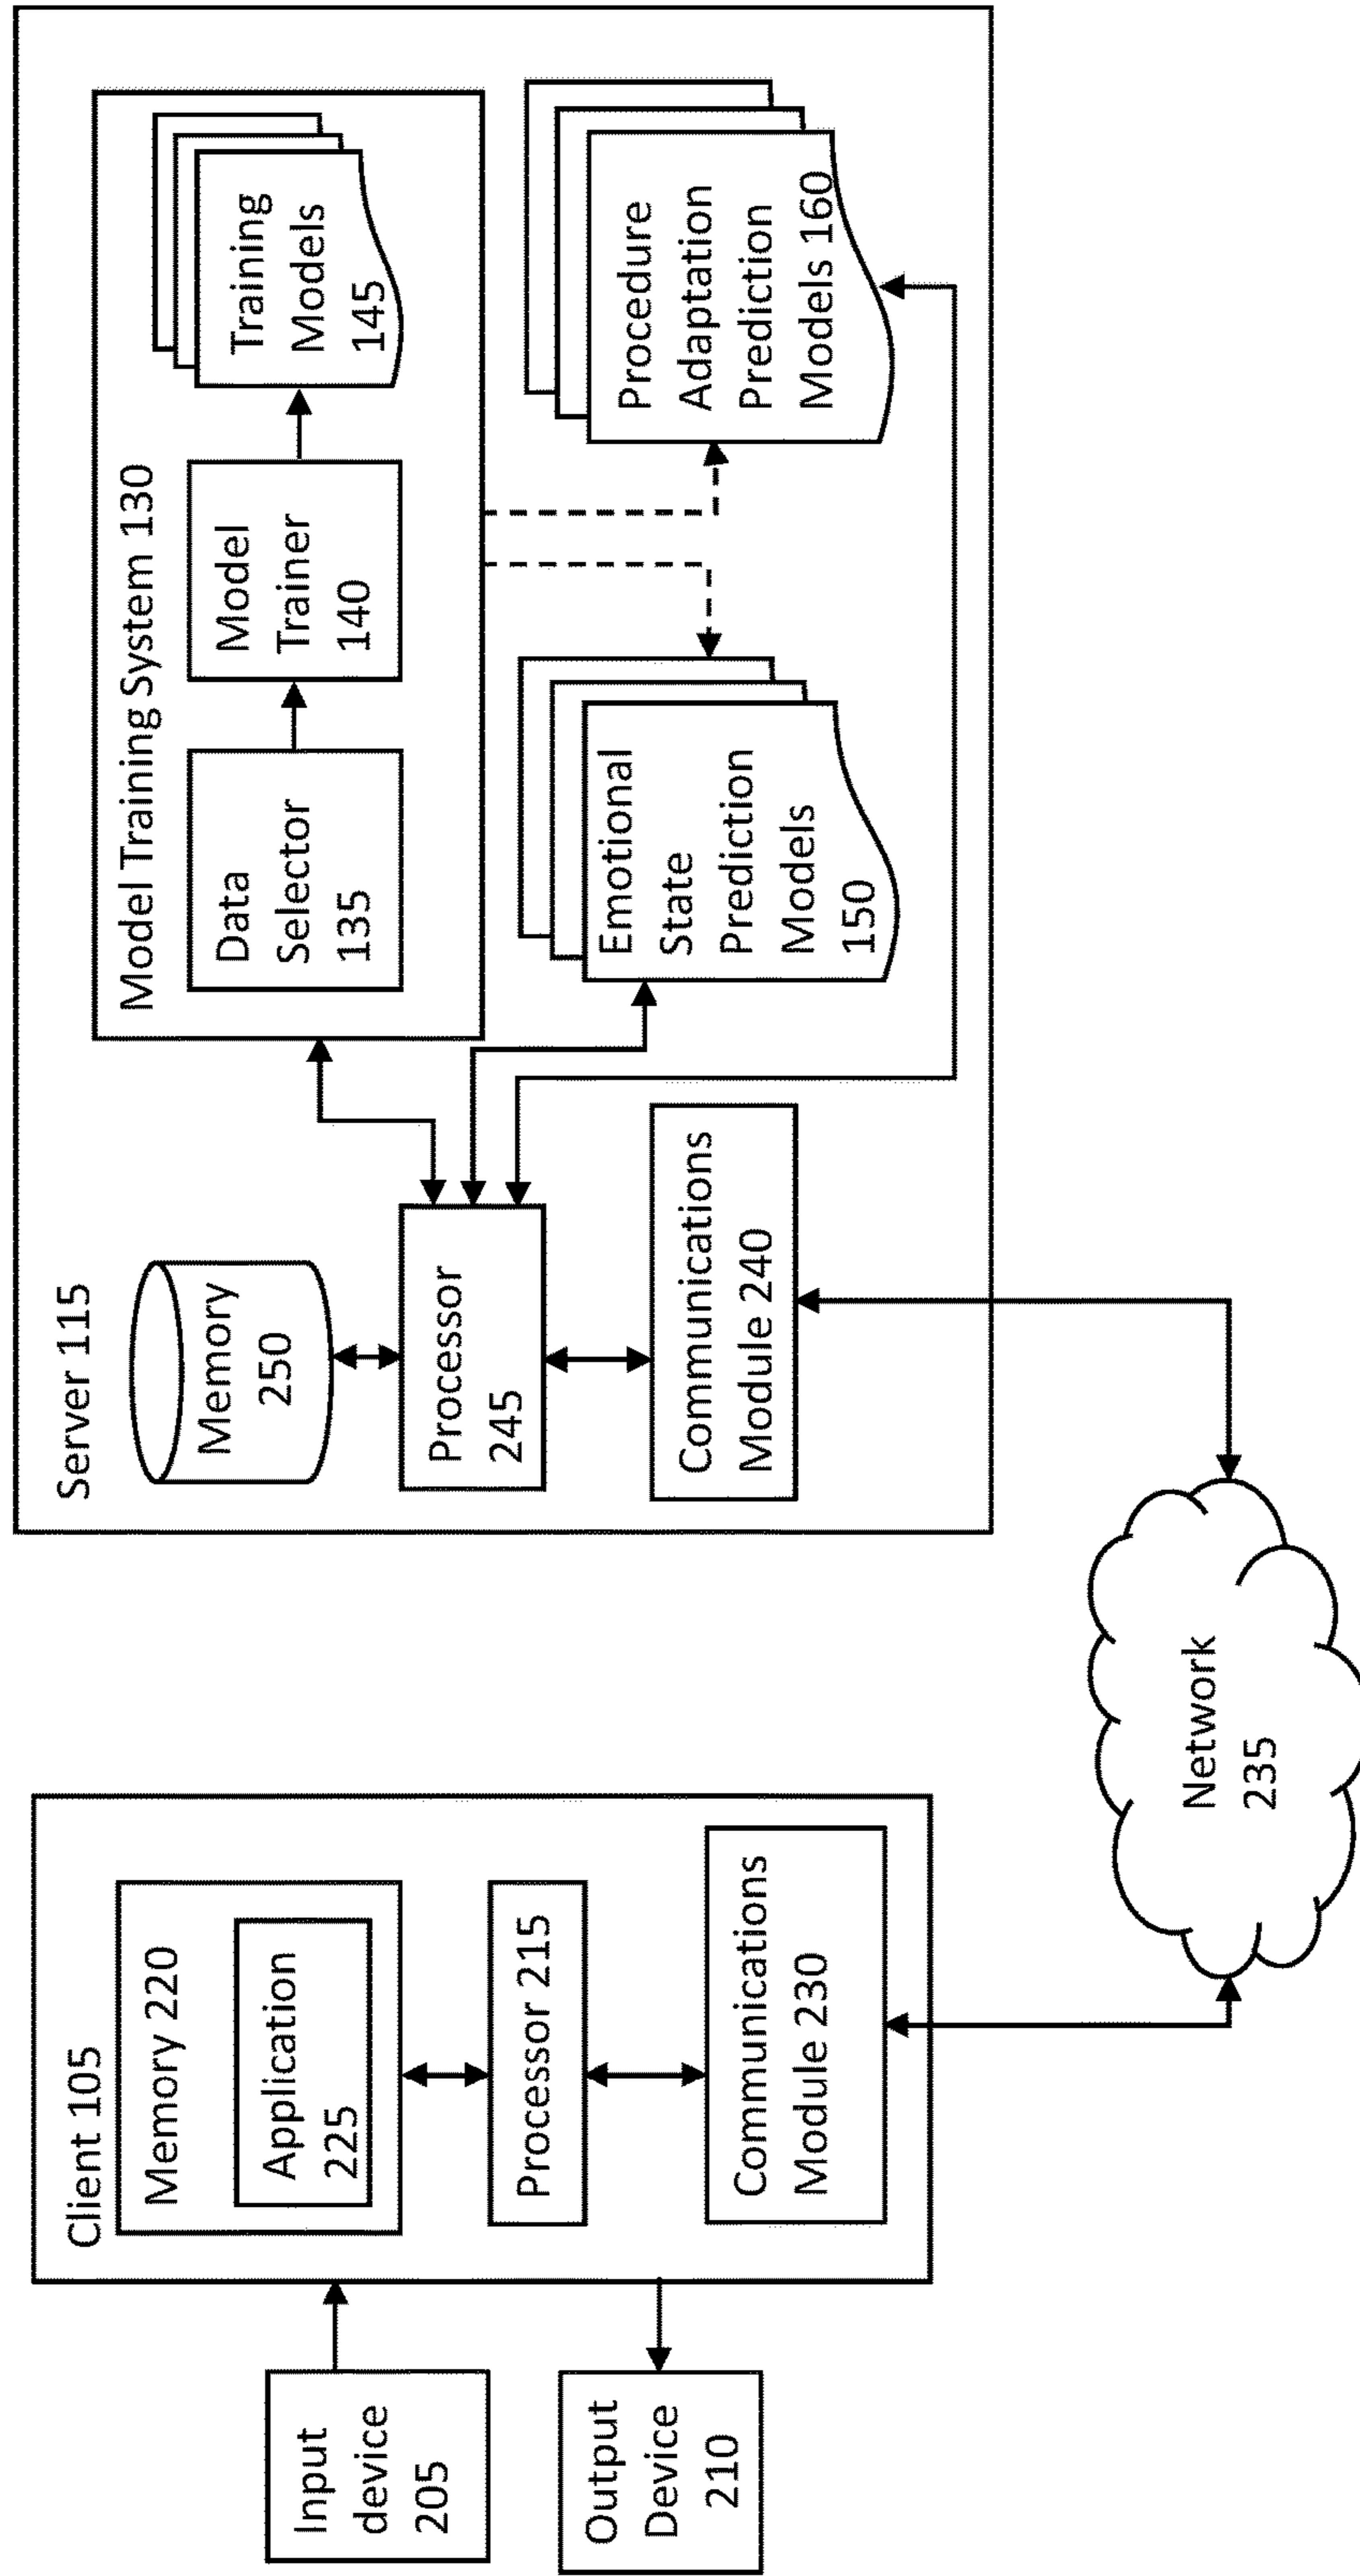 Input
device
205
Output
Device
210
Client 105
Memory 220
Application
225
Processor 215
Communications
Module 230
Network
235
Server 115
Memory
250
Processor
245
Communications
Module 240
Model Training System 130
Data
Selector
135
Model
Trainer
140
Training
Models
145
Emotional
State
Prediction
Models
150
Procedure
Adaptation
Prediction
Models 160